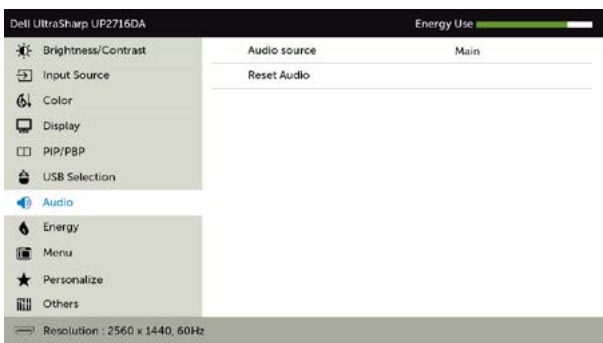 Dell UltraSharp UP2716DA Energy Use
Brightness/Contrast Audio source Main
Input Source Reset Audio
Color
Display
PIP/PBP
USB Selection
Audio
Energy
Menu
Personalize
Others
Resolution : 2560 x 1440, 60Hz